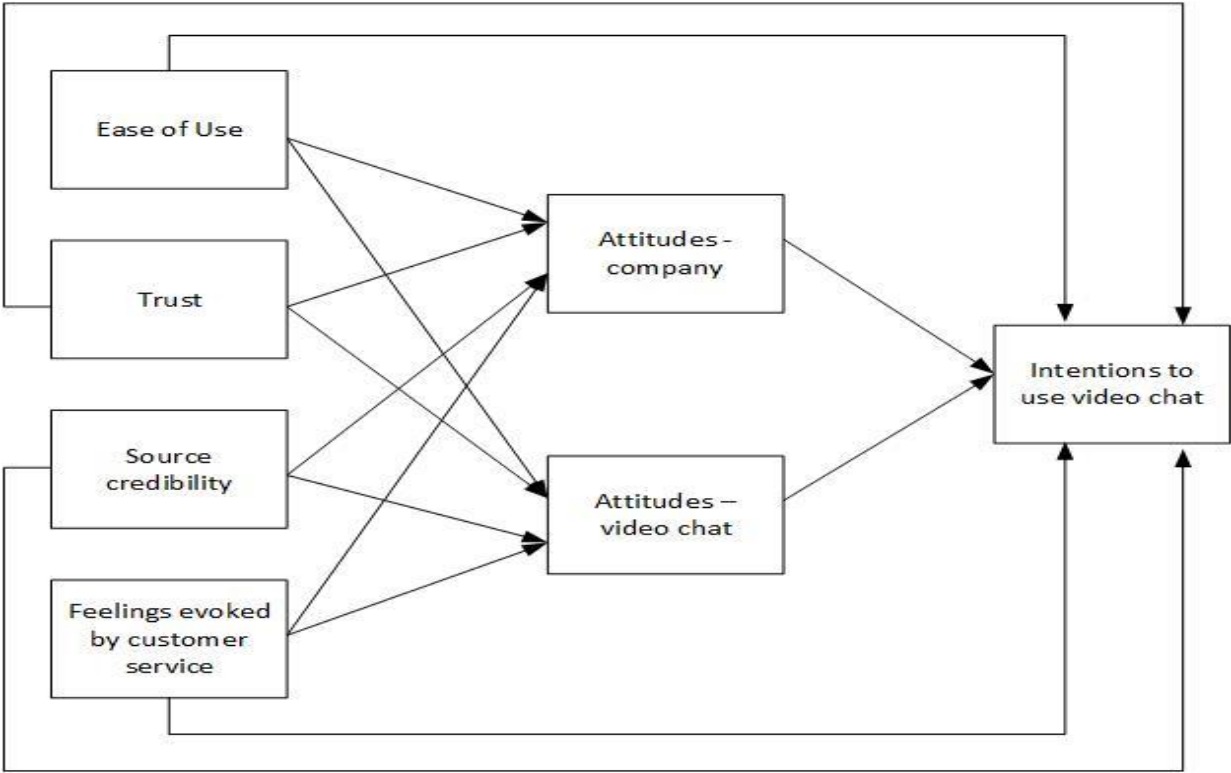 Ease of Use
Trust
Source
credibility
Feelings evoked
by customer
service
Attitudes -
company
Attitudes –
video chat
Intentions to
use video chat